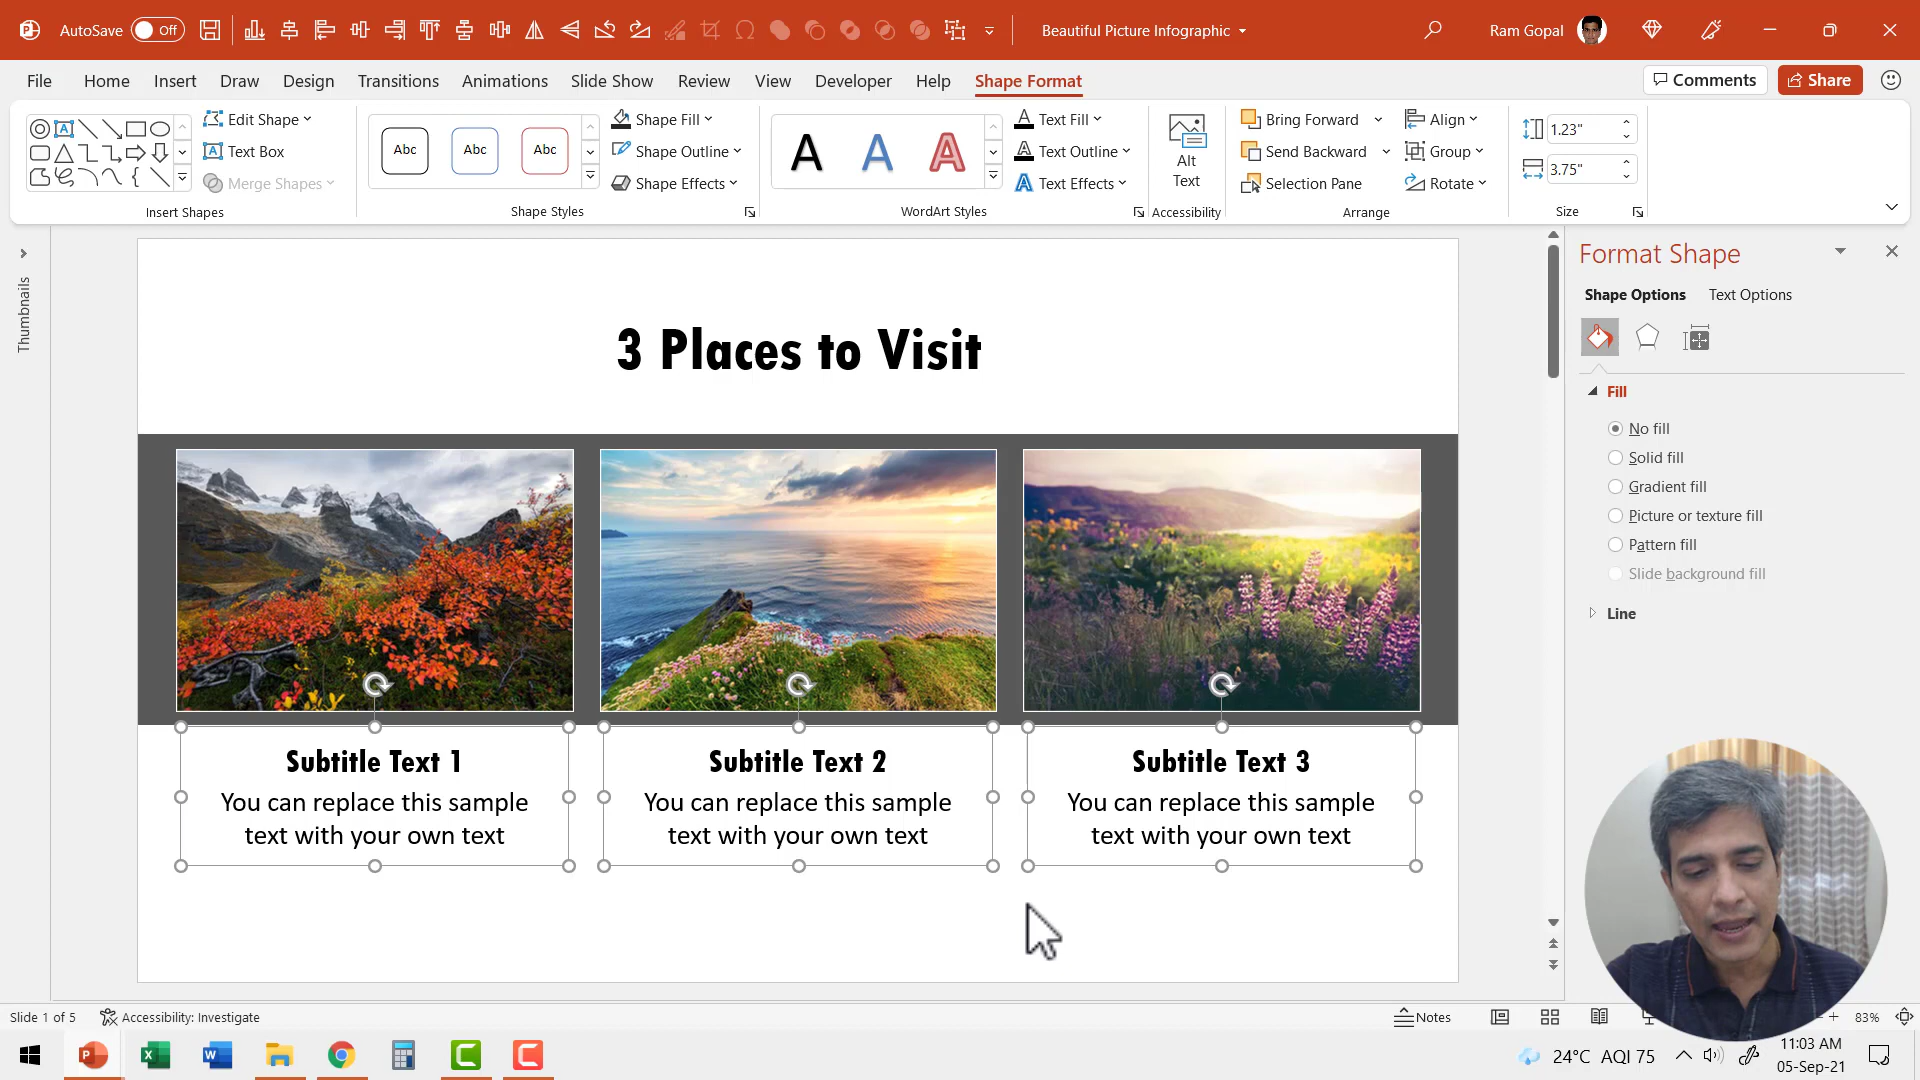 AutoSave Off
Beautiful Picture Infographic
Ram Gopal
File Home Insert Draw Design Transitions Animations Slide Show Review View Developer Help Shape Format
Comments Share
Edit Shape
Text Box
Merge Shapes
Insert Shapes
Abc Abc Abc
Shape Fill
Shape Outline
Shape Effects
Shape Styles
A A A
Text Fill
Text Outline
Text Effects
WordArt Styles
Alt
Text
Accessibility
Bring Forward
Send Backward
Selection Pane
Align
Group
Rotate
Arrange
1.23"
3.75"
Size
Thumbnails
3 Places to Visit
Subtitle Text 1
You can replace this sample
text with your own text
Subtitle Text 2
You can replace this sample
text with your own text
Subtitle Text 3
You can replace this sample
text with your own text
Format Shape
Shape Options Text Options
Fill
No fill
Solid fill
Gradient fill
Picture or texture fill
Pattern fill
Slide background fill
Line
Slide 1 of 5 Accessibility: Investigate
Notes
83%
24°C AQI 75
11:03 AM
05-Sep-21